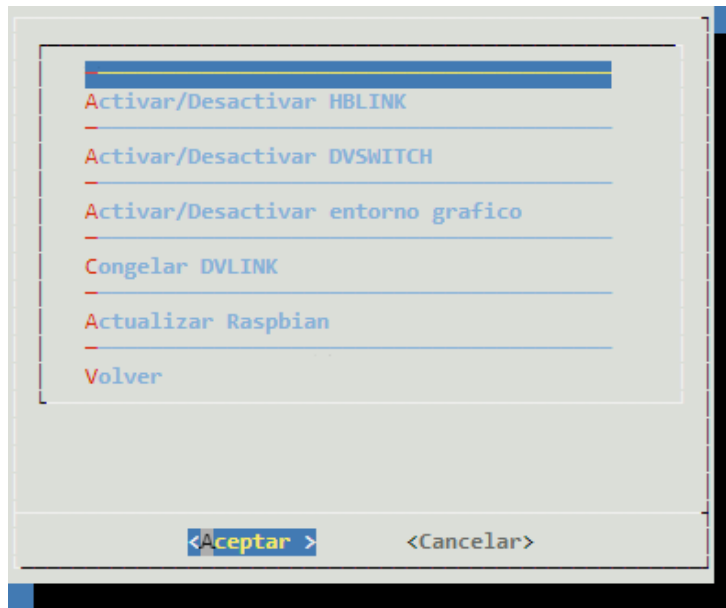 Activar/Desactivar HBLINK
Activar/Desactivar DVSWITCH
Activar/Desactivar entorno grafico
Congelar DVLINK
Actualizar Raspbian
Volver
<Aceptar > <Cancelar>